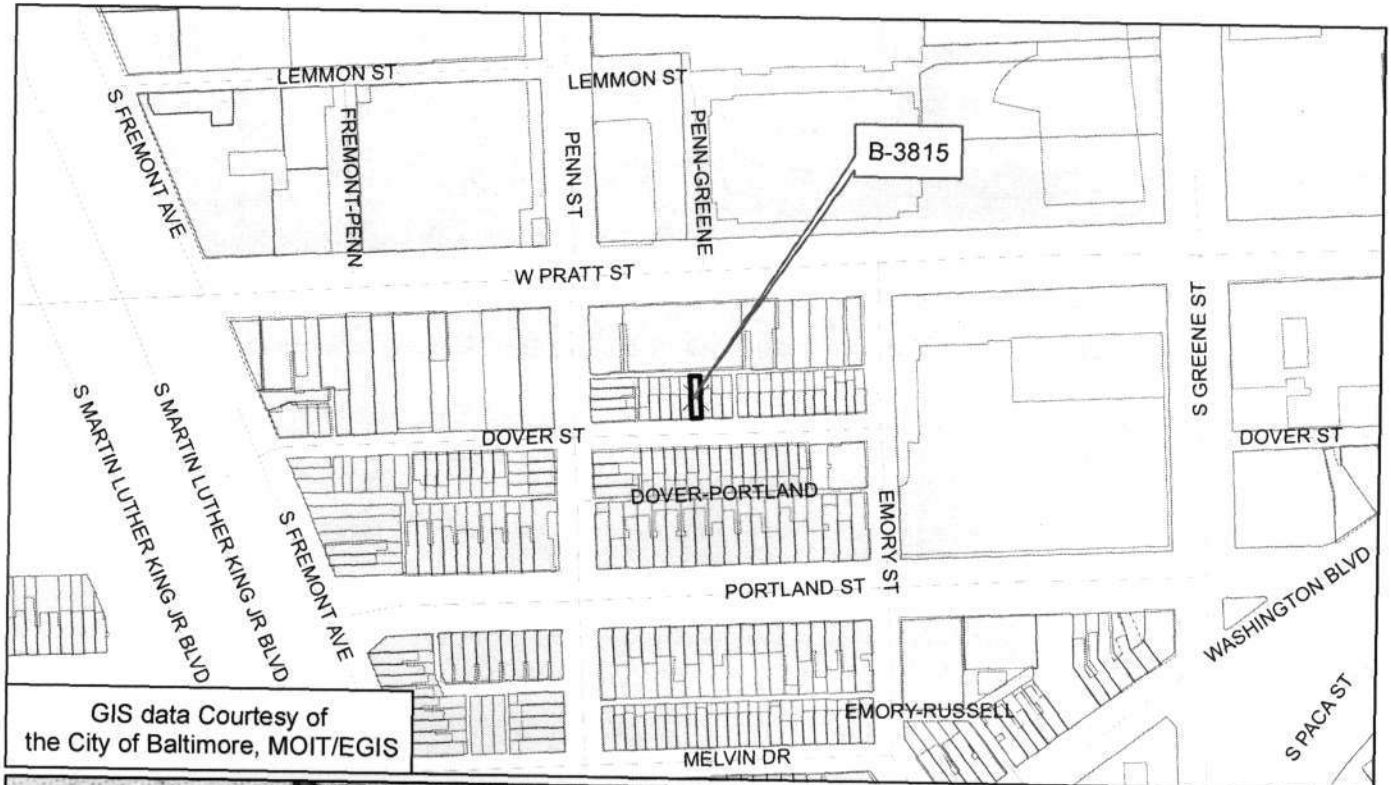 LEMMON ST
LEMMON ST
S FREMONT AVE
FREMONT-PENN
PENN ST
PENN-GREENE
B-3815
W PRATT ST
S GREENE ST
S MARTIN LUTHER KING JR BLVD
S MARTIN LUTHER KING JR BLVD
DOVER ST
DOVER ST
DOVER-PORTLAND
S FREMONT AVE
EMORY ST
PORTLAND ST
WASHINGTON BLVD
EMORY-RUSSELL
S PACA ST
MELVIN DR
GIS data Courtesy of
the City of Baltimore, MOIT/EGIS